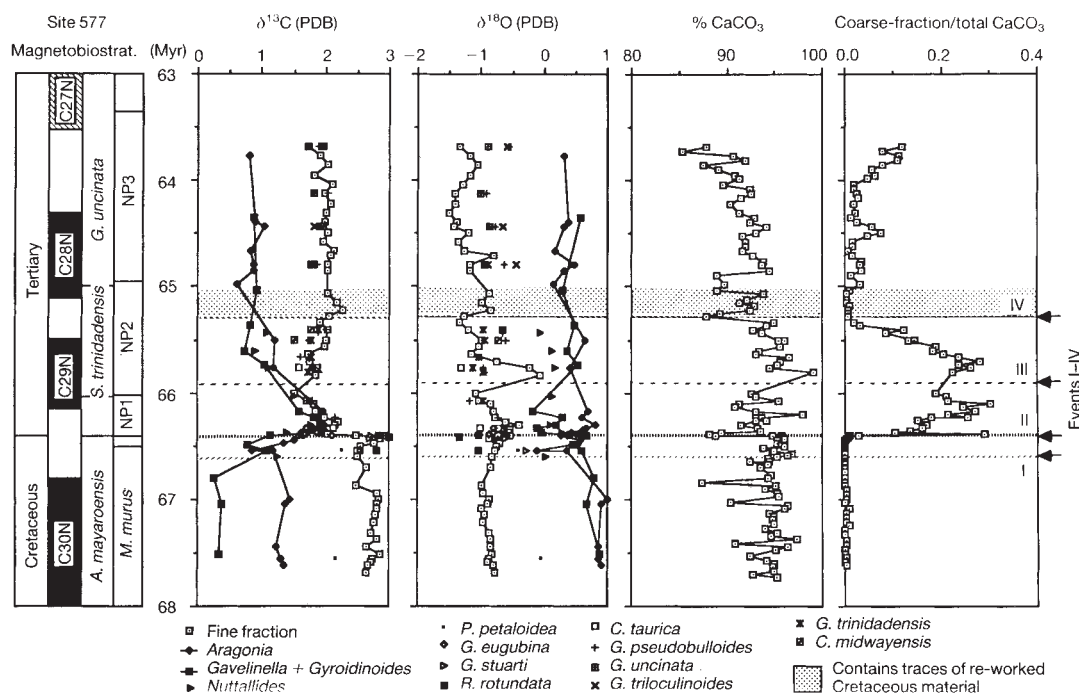 Site 577
Magnetobiostrat.
(Myr)
δ13C (PDB)
δ18O (PDB)
% CaCO3
Coarse-fraction/total CaCO3
0 1 2 3
−2 −1 0 1
80 85 90 95 100
0.0 0.2 0.4
63
64
65
66
67
68
Tertiary
Cretaceous
C27N
C28N
C29N
C30N
G. uncinata
S. trinidadensis
A. mayaroensis
NP3
NP2
NP1
M. murus
IV
III
II
I
Events I–IV
Fine fraction
Aragonia
Gavelinella + Gyroidinoides
Nuttallides
P. petaloidea
G. eugubina
G. stuarti
R. rotundata
C. taurica
G. pseudobulloides
G. uncinata
G. triloculinoides
G. trinidadensis
C. midwayensis
Contains traces of re-worked
Cretaceous material